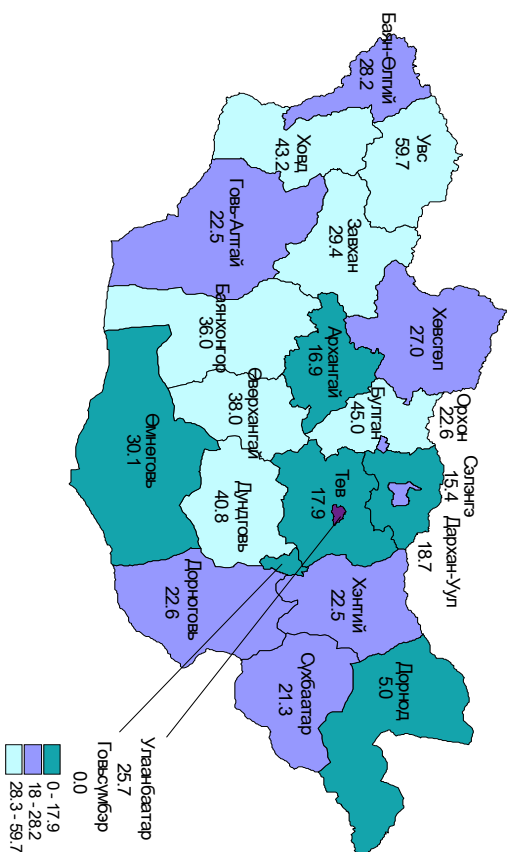 Баян-Өлгий
28.2
Увс
59.7
Ховд
43.2
Говь-Алтай
22.5
Завхан
29.4
Хөвсгөл
27.0
Баянхонгор
36.0
Архангай
16.9
Өвөрхангай
38.0
Булган
45.0
Орхон
22.6
Сэлэнгэ
15.4
Дархан-Уул
18.7
Төв
17.9
Өмнөговь
30.1
Дундговь
40.8
Дорноговь
22.6
Хэнтий
22.5
Сүхбаатар
21.3
Дорнод
5.0
Улаанбаатар
25.7
Говьсүмбэр
0.0
0 - 17.9
18 - 28.2
28.3 - 59.7